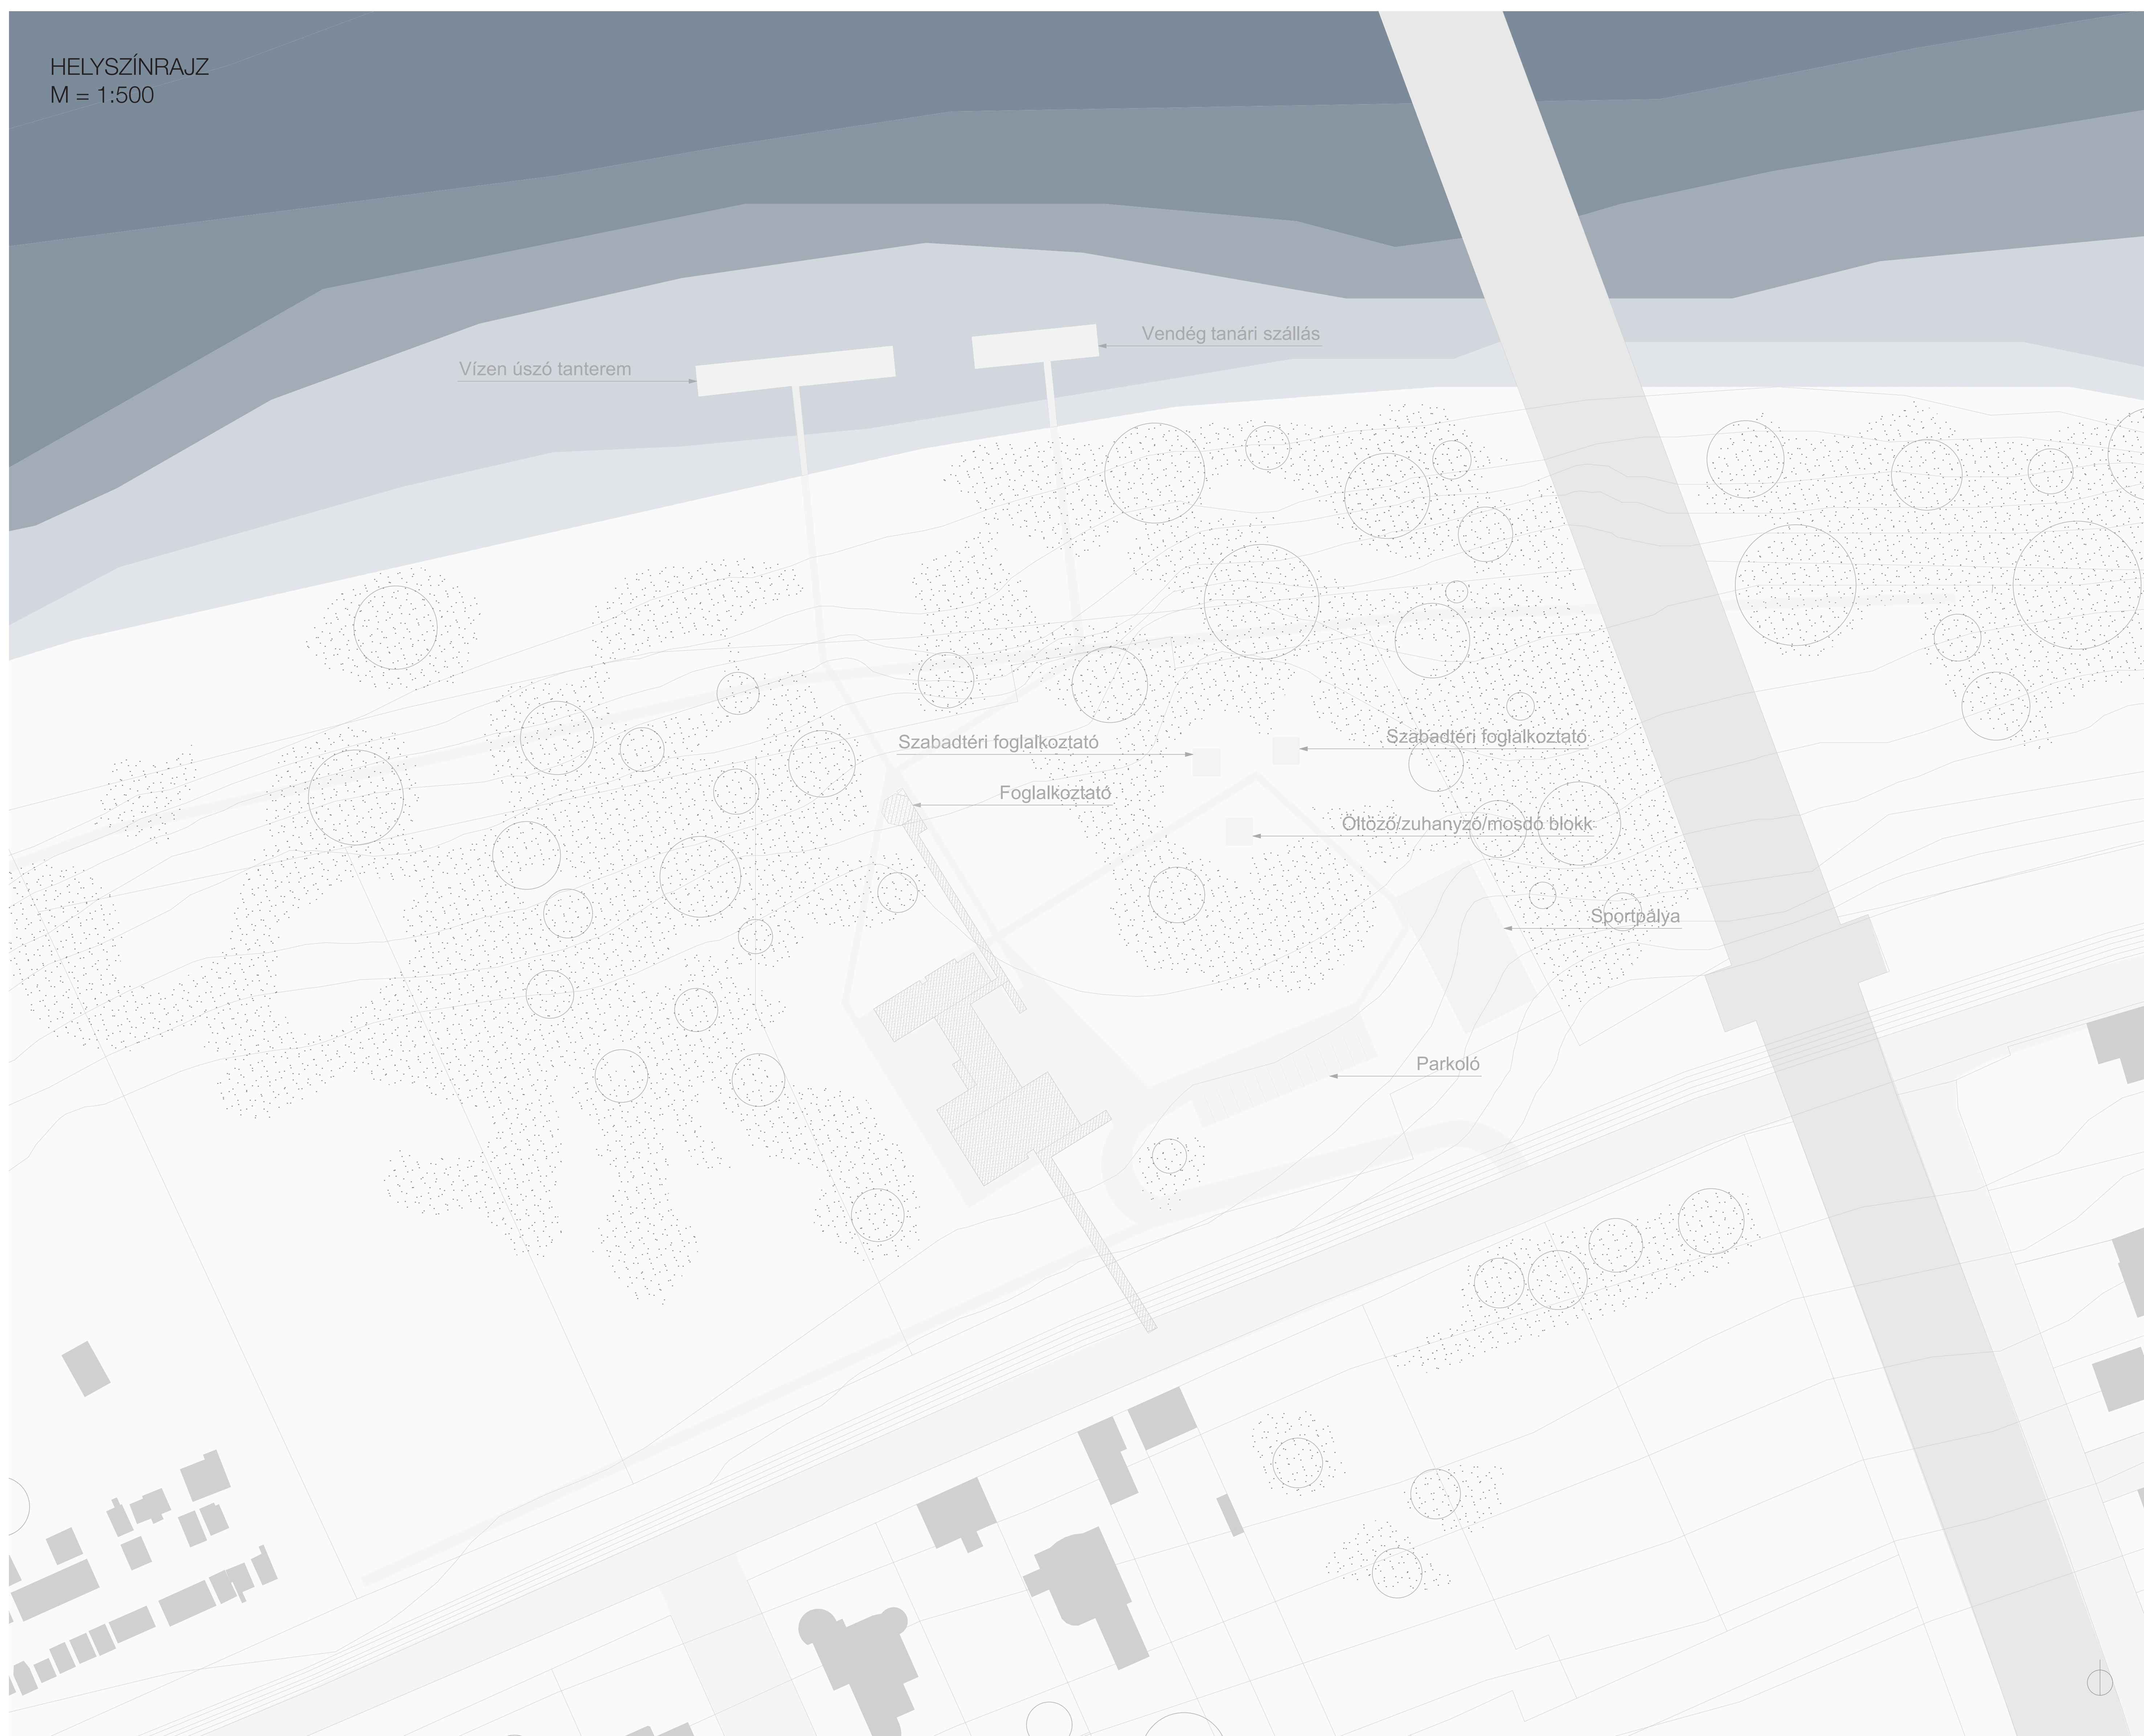 HELYSZÍNRAJZ
M = 1:500
Vendég tanári szállás
Vízen úszó tanterem
Szabadtéri foglalkoztató
Szabadtéri foglalkoztató
Foglalkoztató
Öltöző/zuhanyzó/mosdó blokk
Sportpálya
Parkoló